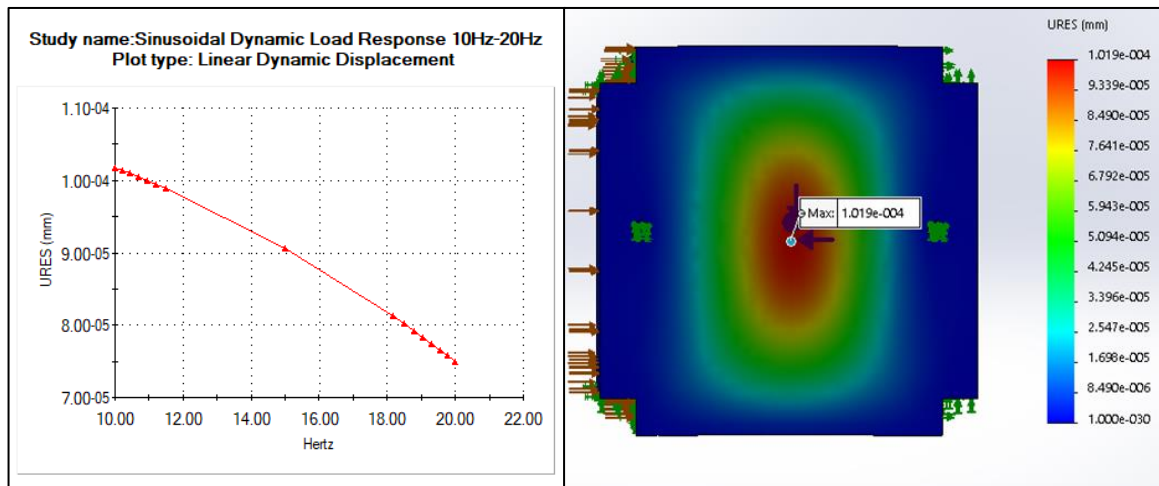 Study name:Sinusoidal Dynamic Load Response 10Hz-20Hz
Plot type: Linear Dynamic Displacement
1.10-04
1.00-04
9.00-05
8.00-05
7.00-05
URES (mm)
10.00 12.00 14.00 16.00 18.00 20.00 22.00
Hertz
URES (mm)
1.019e-004
9.339e-005
8.490e-005
7.641e-005
6.792e-005
5.943e-005
5.094e-005
4.245e-005
3.396e-005
2.547e-005
1.698e-005
8.490e-006
1.000e-030
Max: 1.019e-004